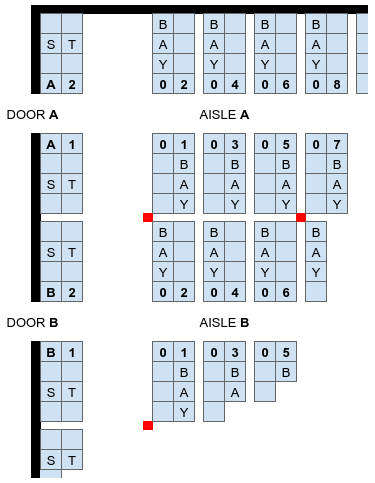 B B B B
S T A A A A
Y Y Y Y
A 2 0 2 0 4 0 6 0 8
DOOR A AISLE A
A 1 0 1 0 3 0 5 0 7
B B B B
S T A A A A
Y Y Y Y
B B B B
S T A A A A
Y Y Y Y
B 2 0 2 0 4 0 6
DOOR B AISLE B
B 1 0 1 0 3 0 5
B B B
S T A A
Y
S T